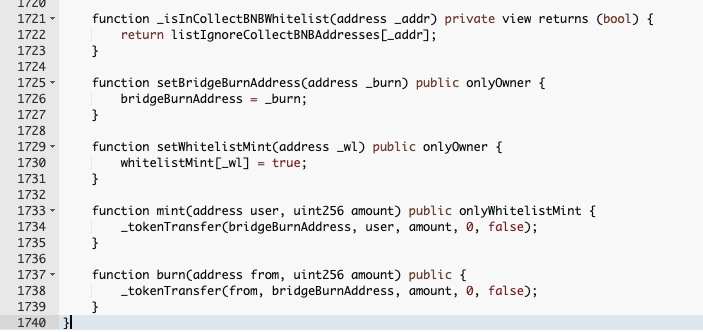 1720
1721 function _isInCollectBNBWhitelist(address _addr) private view returns (bool) {
1722 return listIgnoreCollectBNBAddresses[_addr];
1723 }
1724
1725 function setBridgeBurnAddress(address _burn) public onlyOwner {
1726 bridgeBurnAddress = _burn;
1727 }
1728
1729 function setWhitelistMint(address _wl) public onlyOwner {
1730 whitelistMint[_wl] = true;
1731 }
1732
1733 function mint(address user, uint256 amount) public onlyWhitelistMint {
1734 _tokenTransfer(bridgeBurnAddress, user, amount, 0, false);
1735 }
1736
1737 function burn(address from, uint256 amount) public {
1738 _tokenTransfer(from, bridgeBurnAddress, amount, 0, false);
1739 }
1740 }